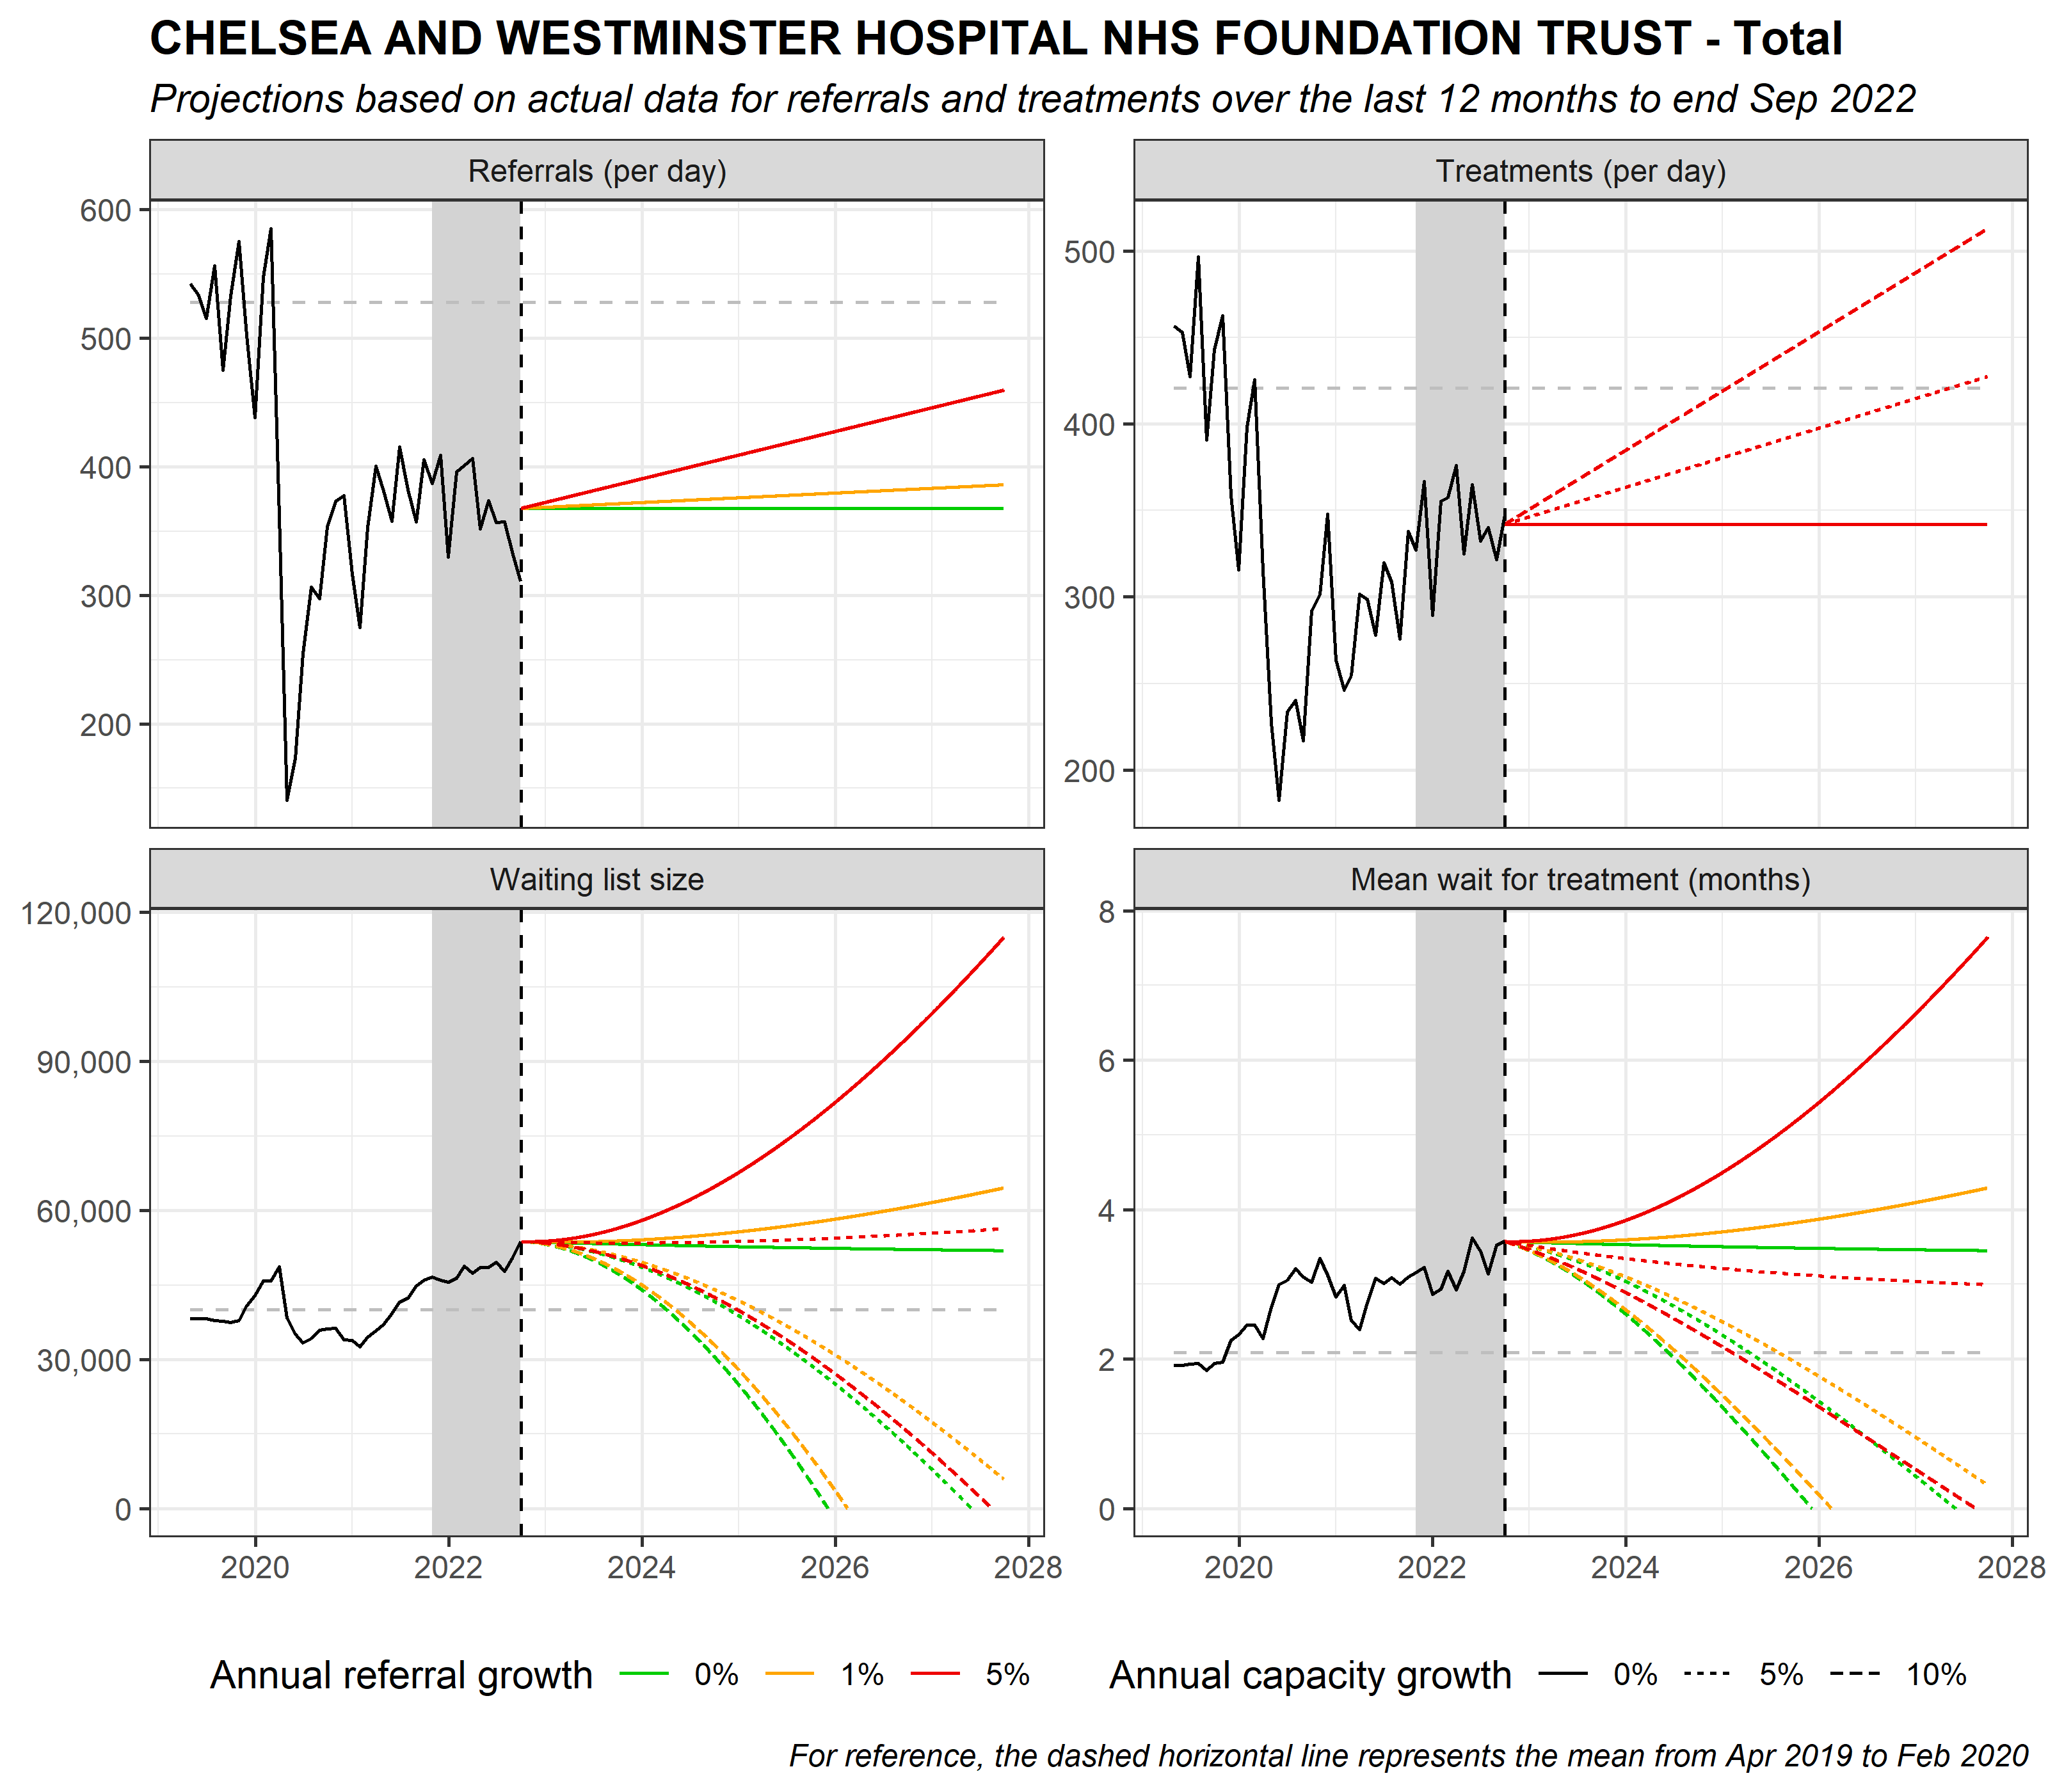 CHELSEA AND WESTMINSTER HOSPITAL NHS FOUNDATION TRUST - Total
Projections based on actual data for referrals and treatments over the last 12 months to end Sep 2022
Referrals (per day)
600
500
400
300
200
Treatments (per day)
500
400
300
200
Waiting list size
120,000
90,000
60,000
30,000
0
2020 2022 2024 2026 2028
Mean wait for treatment (months)
8
6
4
2
0
2020 2022 2024 2026 2028
Annual referral growth 0% 1% 5%
Annual capacity growth 0% 5% 10%
For reference, the dashed horizontal line represents the mean from Apr 2019 to Feb 2020